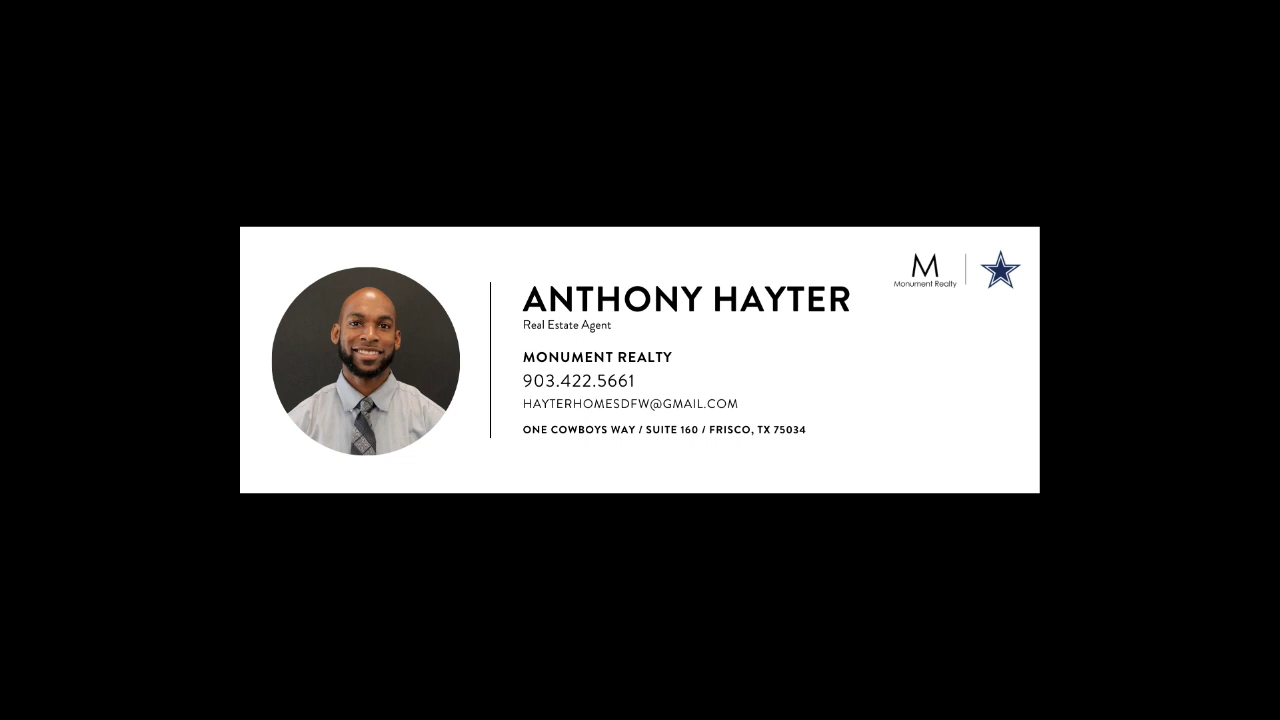 M
Monument Realty
ANTHONY HAYTER
Real Estate Agent
MONUMENT REALTY
903.422.5661
HAYTERHOMESDFW@GMAIL.COM
ONE COWBOYS WAY / SUITE 160 / FRISCO, TX 75034